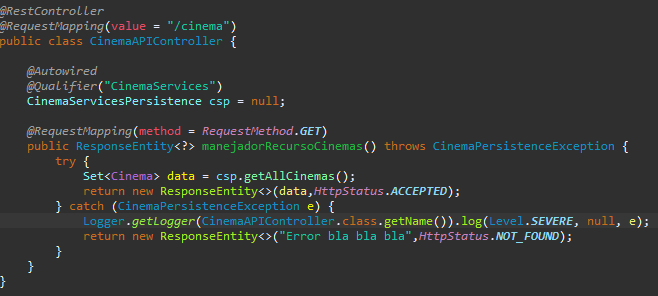 @RestController
@RequestMapping(value = "/cinema")
public class CinemaAPIController {
@Autowired
@Qualifier("CinemaServices")
CinemaServicesPersistence csp = null;
@RequestMapping(method = RequestMethod.GET)
public ResponseEntity<?> manejadorRecursoCinemas() throws CinemaPersistenceException {
try {
Set<Cinema> data = csp.getAllCinemas();
return new ResponseEntity<>(data,HttpStatus.ACCEPTED);
} catch (CinemaPersistenceException e) {
Logger.getLogger(CinemaAPIController.class.getName()).log(Level.SEVERE, null, e);
return new ResponseEntity<>("Error bla bla bla",HttpStatus.NOT_FOUND);
}
}
}